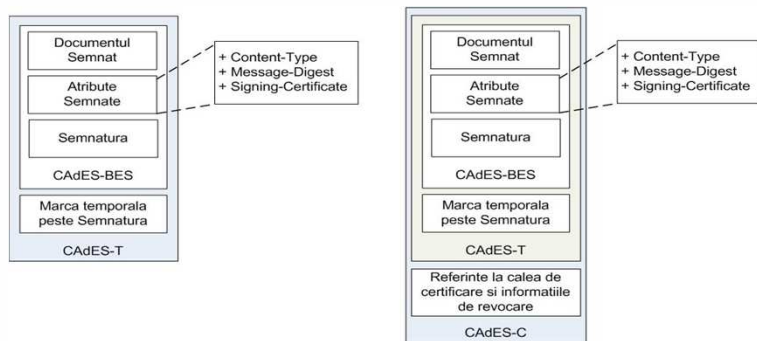 Documentul
Semnat
Atribute
Semnate
Semnatura
CAdES-BES
Marca temporala
peste Semnatura
CAdES-T
+ Content-Type
+ Message-Digest
+ Signing-Certificate
Documentul
Semnat
Atribute
Semnate
Semnatura
CAdES-BES
Marca temporala
peste Semnatura
CAdES-T
Referinte la calea de
certificare si informatiile
de revocare
CAdES-C
+ Content-Type
+ Message-Digest
+ Signing-Certificate